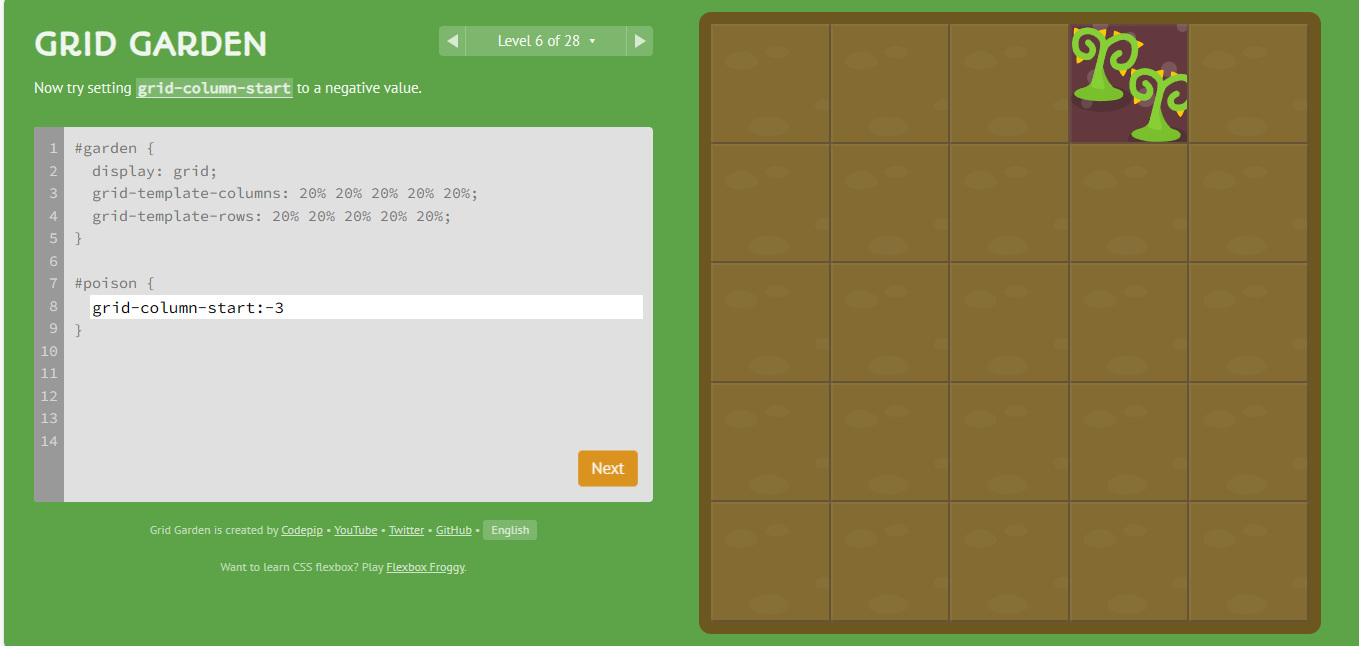 GRID GARDEN
◀ Level 6 of 28 ▾ ▶
Now try setting grid-column-start to a negative value.
1 #garden {
2 display: grid;
3 grid-template-columns: 20% 20% 20% 20% 20%;
4 grid-template-rows: 20% 20% 20% 20% 20%;
5 }
6
7 #poison {
8 grid-column-start:-3
9 }
10
11
12
13
14
Next
Grid Garden is created by Codepip • YouTube • Twitter • GitHub • English
Want to learn CSS flexbox? Play Flexbox Froggy.